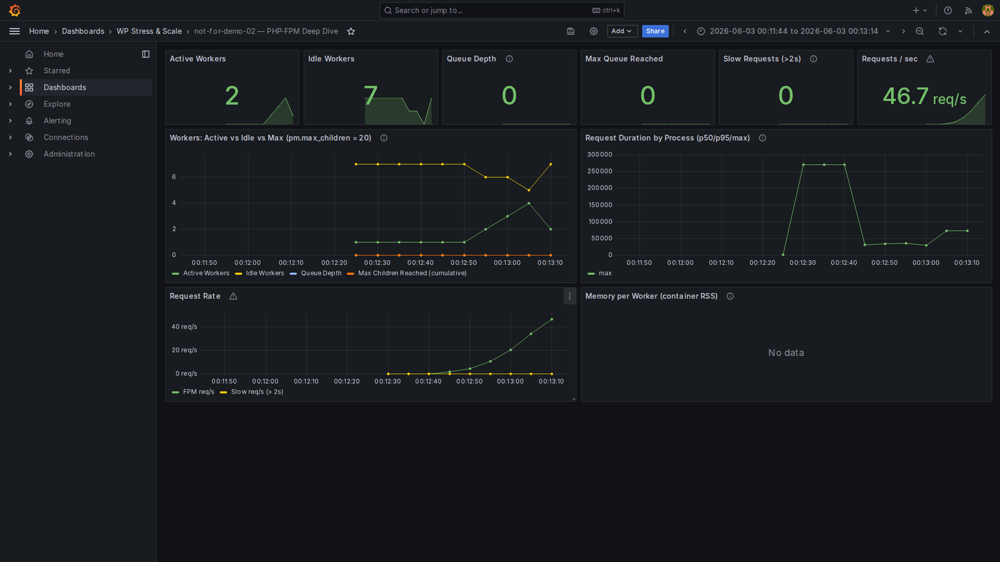 Search or jump to...
ctrl+k
Home › Dashboards › WP Stress & Scale › not-for-demo-02 — PHP-FPM Deep Dive
Add
Share
2026-06-03 00:11:44 to 2026-06-03 00:13:14
Home
Starred
Dashboards
Explore
Alerting
Connections
Administration
Active Workers
2
Idle Workers
7
Queue Depth
0
Max Queue Reached
0
Slow Requests (>2s)
0
Requests / sec
46.7 req/s
Workers: Active vs Idle vs Max (pm.max_children = 20)
6
4
2
0
00:11:50 00:12:00 00:12:10 00:12:20 00:12:30 00:12:40 00:12:50 00:13:00 00:13:10
Active Workers Idle Workers Queue Depth Max Children Reached (cumulative)
Request Duration by Process (p50/p95/max)
300000
250000
200000
150000
100000
50000
0
00:11:50 00:12:00 00:12:10 00:12:20 00:12:30 00:12:40 00:12:50 00:13:00 00:13:10
max
Request Rate
40 req/s
20 req/s
0 req/s
00:11:50 00:12:00 00:12:10 00:12:20 00:12:30 00:12:40 00:12:50 00:13:00 00:13:10
FPM req/s Slow req/s (> 2s)
Memory per Worker (container RSS)
No data